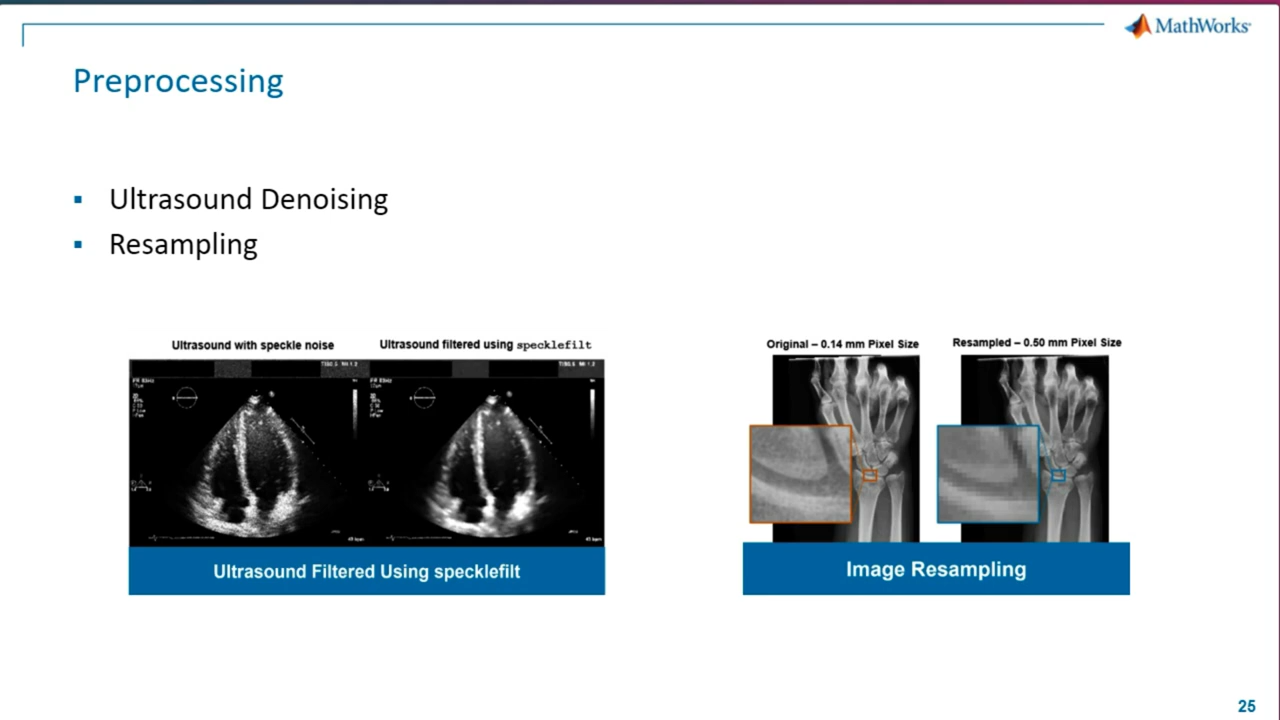 MathWorks
Preprocessing
▪ Ultrasound Denoising
▪ Resampling
Ultrasound with speckle noise
Ultrasound filtered using specklefilt
Ultrasound Filtered Using specklefilt
Original – 0.14 mm Pixel Size
Resampled – 0.50 mm Pixel Size
Image Resampling
25